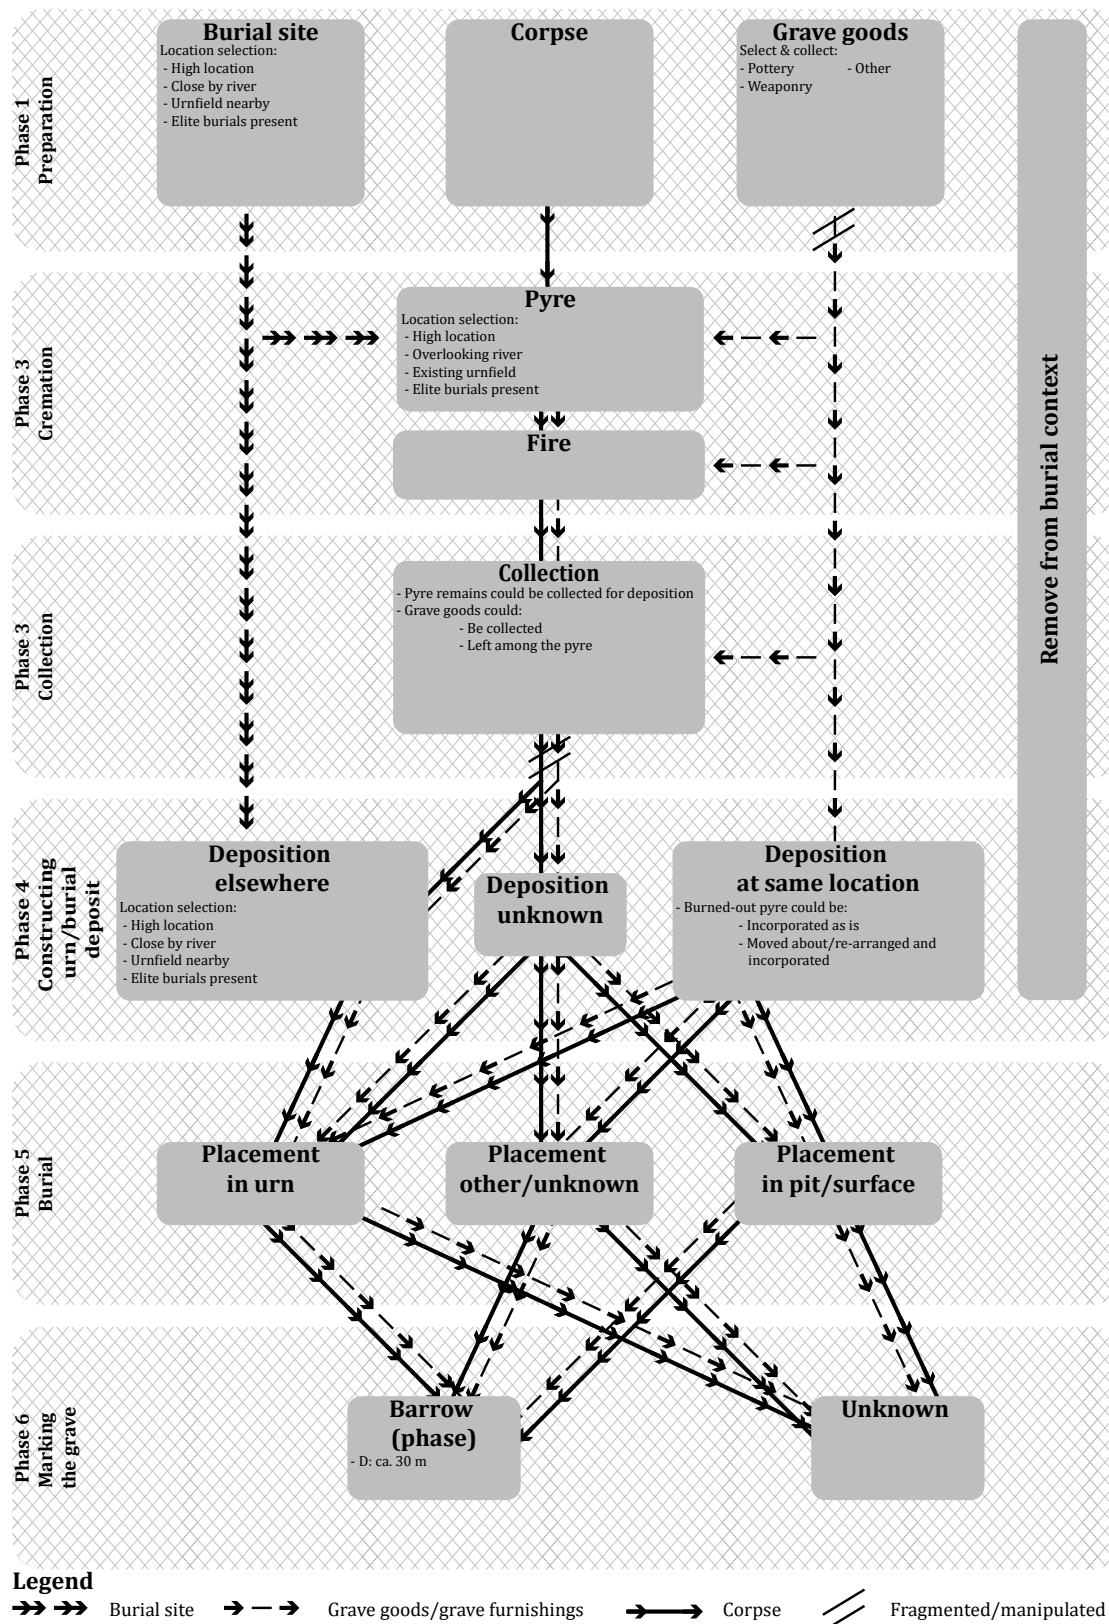 Phase 1
Preparation
Burial site
Location selection:
- High location
- Close by river
- Urnfield nearby
- Elite burials present
Corpse
Grave goods
Select & collect:
- Pottery - Other
- Weaponry
Remove from burial context
Phase 3
Cremation
Pyre
Location selection:
- High location
- Overlooking river
- Existing urnfield
- Elite burials present
Fire
Phase 3
Collection
Collection
- Pyre remains could be collected for deposition
- Grave goods could:
- Be collected
- Left among the pyre
Phase 4
Constructing
urn/burial
deposit
Deposition
elsewhere
Location selection:
- High location
- Close by river
- Urnfield nearby
- Elite burials present
Deposition
unknown
Deposition
at same location
- Burned-out pyre could be:
- Incorporated as is
- Moved about/re-arranged and
incorporated
Phase 5
Burial
Placement
in urn
Placement
other/unknown
Placement
in pit/surface
Phase 6
Marking
the grave
Barrow
(phase)
- D: ca. 30 m
Unknown
Legend
Burial site
Grave goods/grave furnishings
Corpse
Fragmented/manipulated